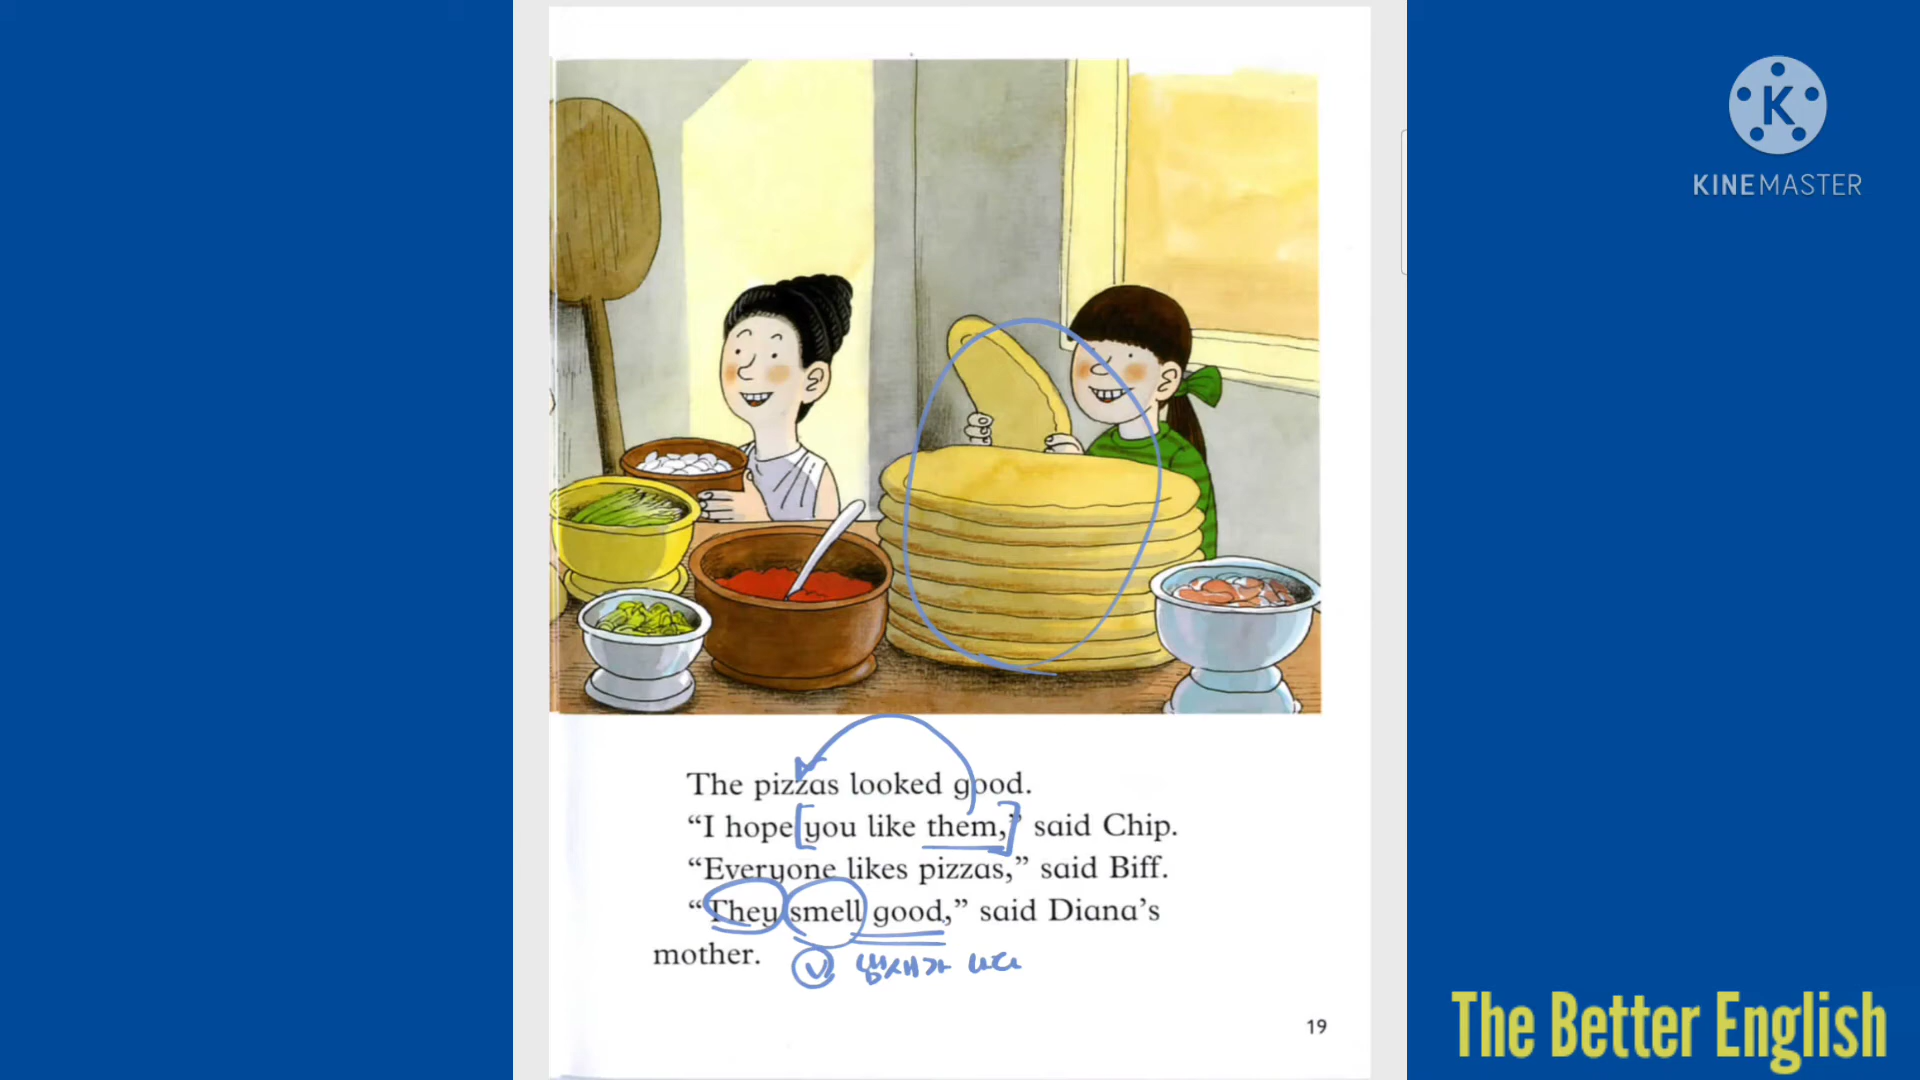 K
KINEMASTER
The pizzas looked good.
“I hope you like them,” said Chip.
“Everyone likes pizzas,” said Biff.
“They smell good,” said Diana’s
mother.
V 냄새가 나다
19
The Better English